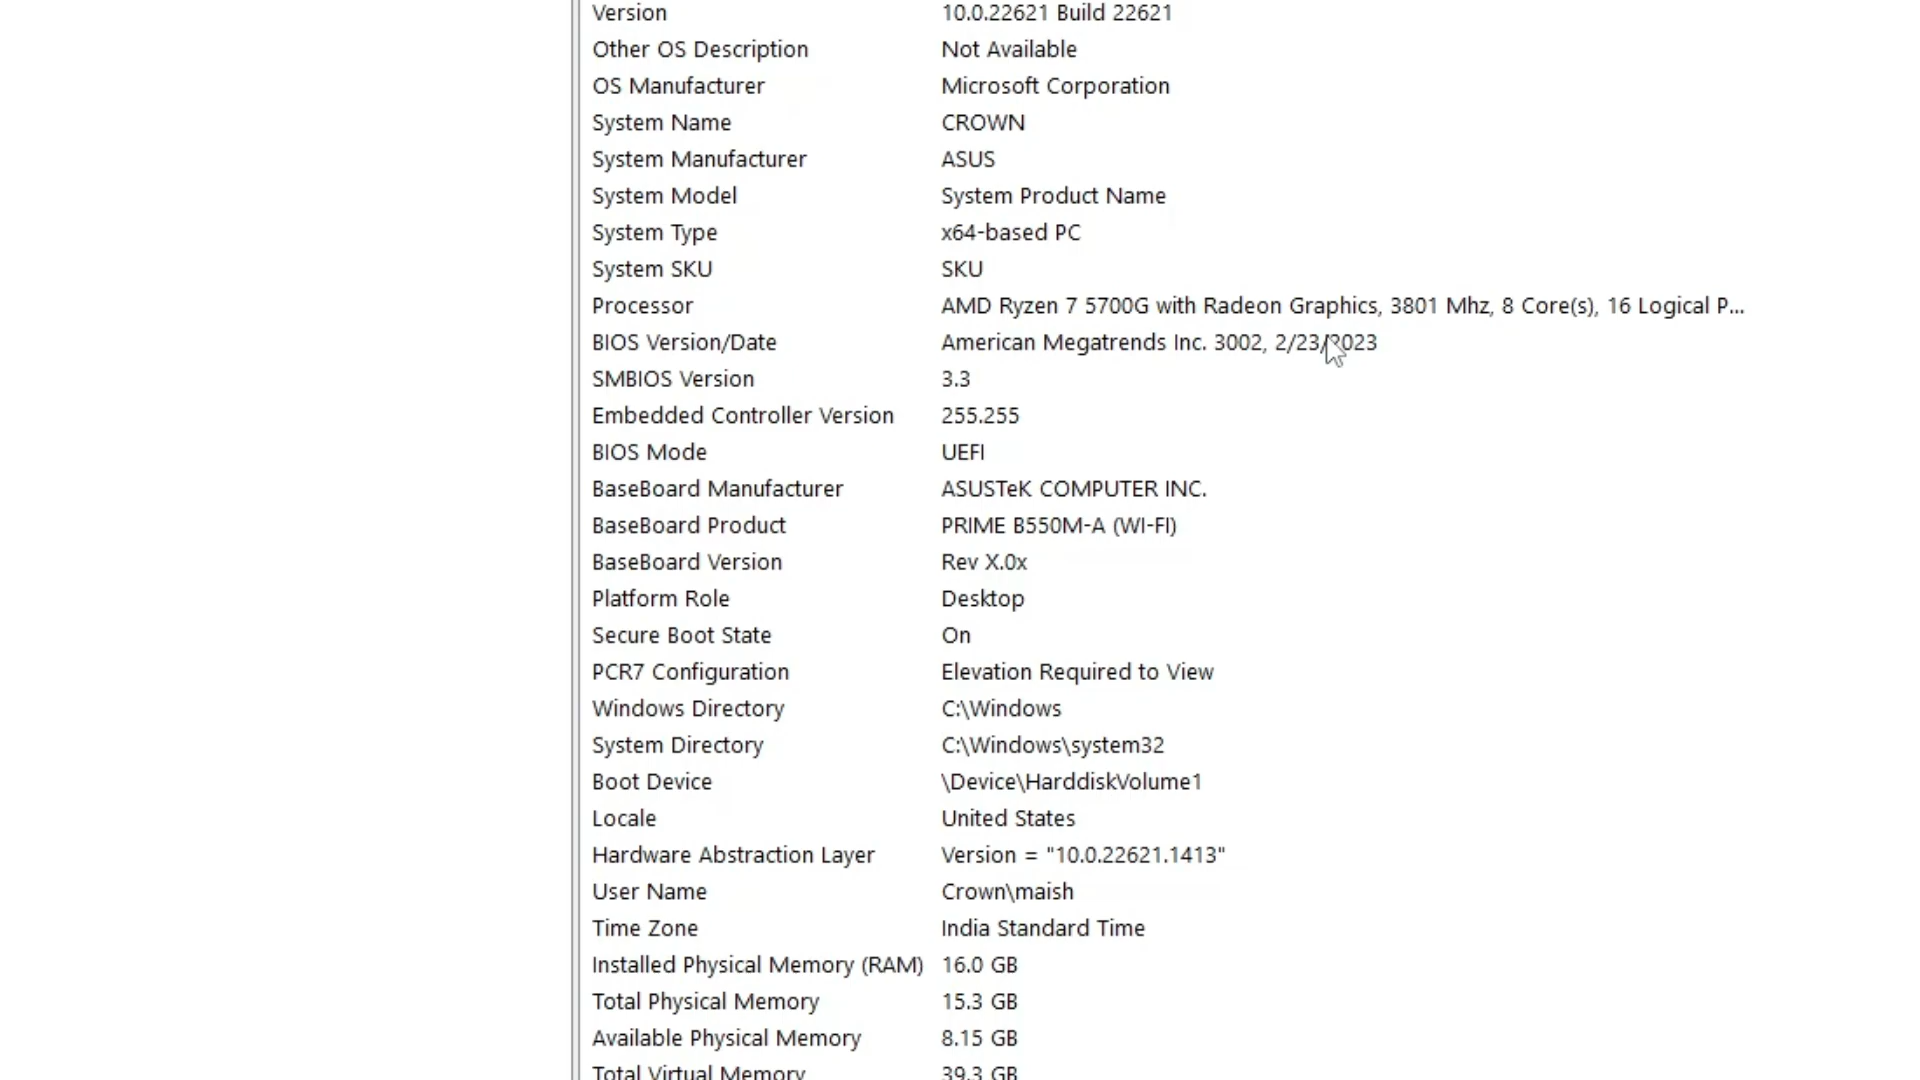 Version 10.0.22621 Build 22621
Other OS Description Not Available
OS Manufacturer Microsoft Corporation
System Name CROWN
System Manufacturer ASUS
System Model System Product Name
System Type x64-based PC
System SKU SKU
Processor AMD Ryzen 7 5700G with Radeon Graphics, 3801 Mhz, 8 Core(s), 16 Logical P...
BIOS Version/Date American Megatrends Inc. 3002, 2/23/2023
SMBIOS Version 3.3
Embedded Controller Version 255.255
BIOS Mode UEFI
BaseBoard Manufacturer ASUSTeK COMPUTER INC.
BaseBoard Product PRIME B550M-A (WI-FI)
BaseBoard Version Rev X.0x
Platform Role Desktop
Secure Boot State On
PCR7 Configuration Elevation Required to View
Windows Directory C:\Windows
System Directory C:\Windows\system32
Boot Device \Device\HarddiskVolume1
Locale United States
Hardware Abstraction Layer Version = "10.0.22621.1413"
User Name Crown\maish
Time Zone India Standard Time
Installed Physical Memory (RAM) 16.0 GB
Total Physical Memory 15.3 GB
Available Physical Memory 8.15 GB
Total Virtual Memory 39.3 GB